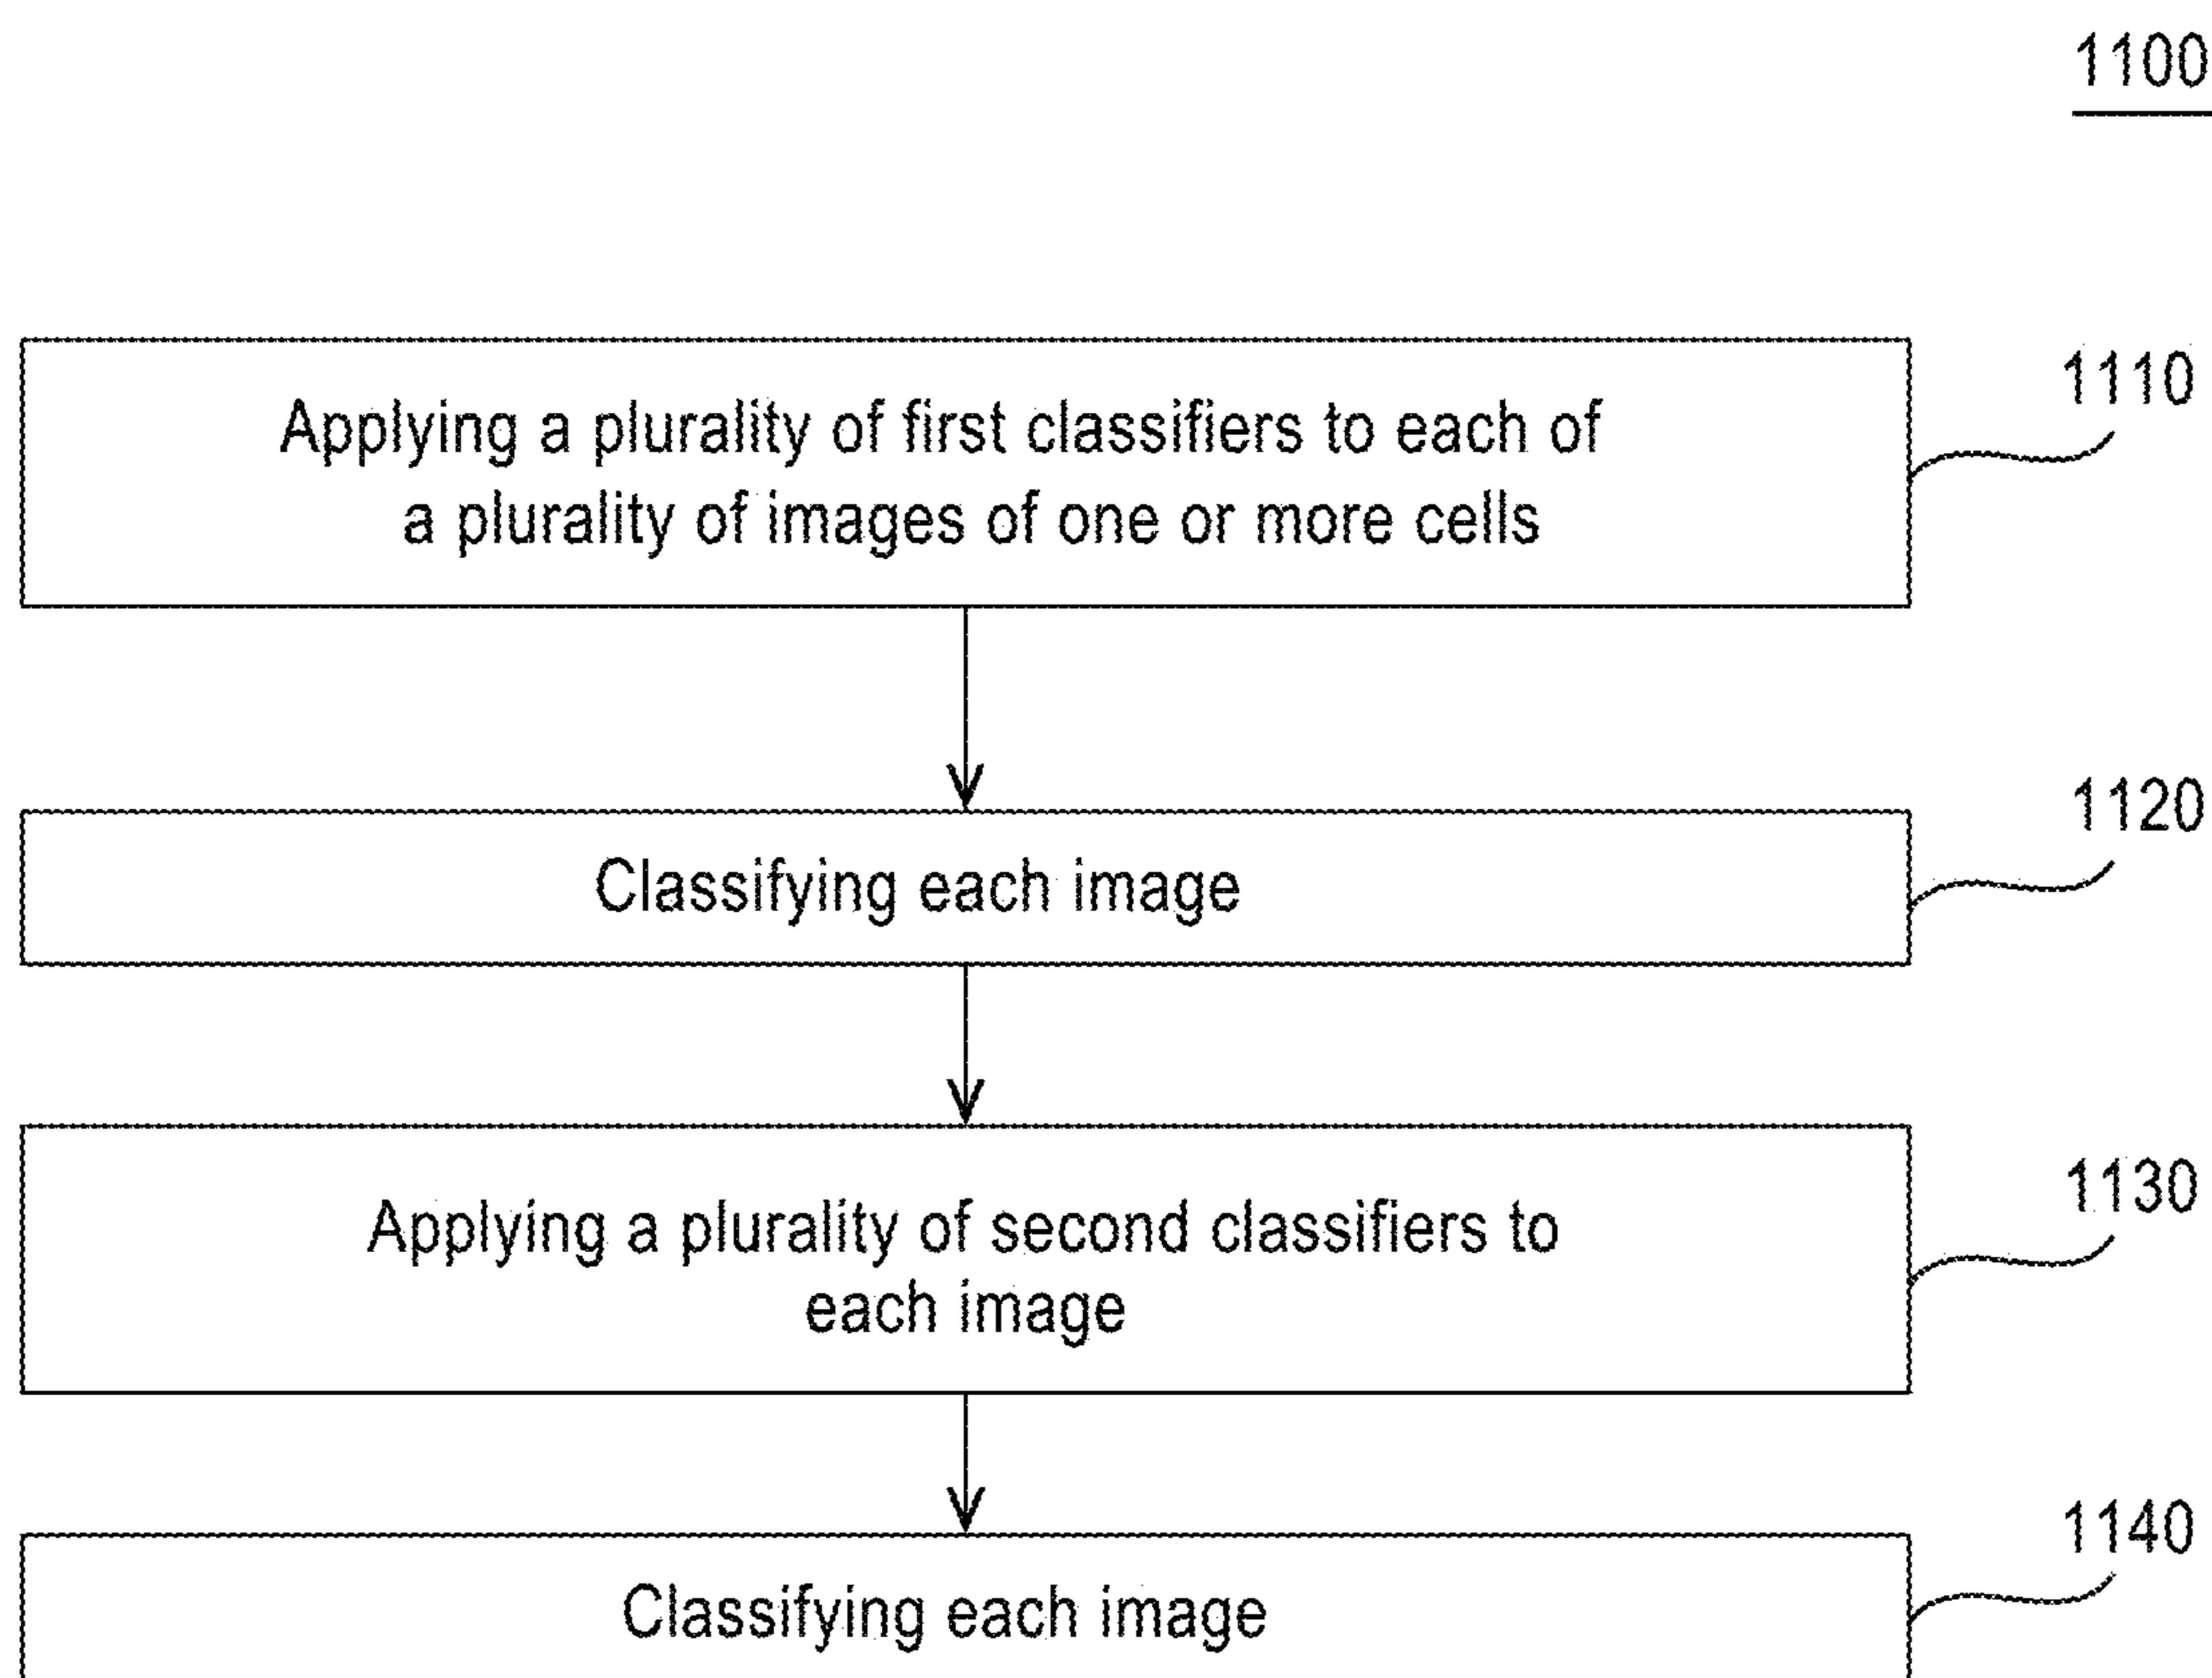 1100
Applying a plurality of first classifiers to each of
a plurality of images of one or more cells
1110
Classifying each image
1120
Applying a plurality of second classifiers to
each image
1130
Classifying each image
1140